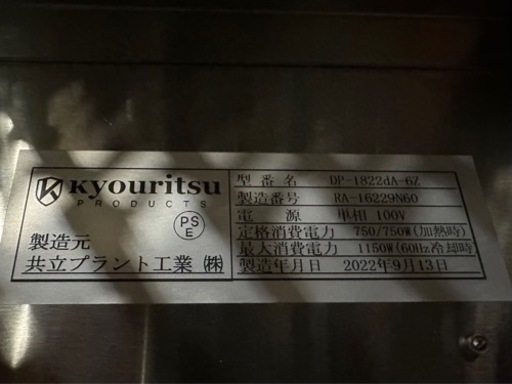 kyouritsu
PRODUCTS
PS
E
製造元
共立プラント工業 ㈱
型番名 DP-1822dA-6Z
製造番号 RA-16229N60
電源 単相 100V
定格消費電力 750/750W(加熱時)
最大消費電力 1150W(60Hz冷却時)
製造年月日 2022年9月13日